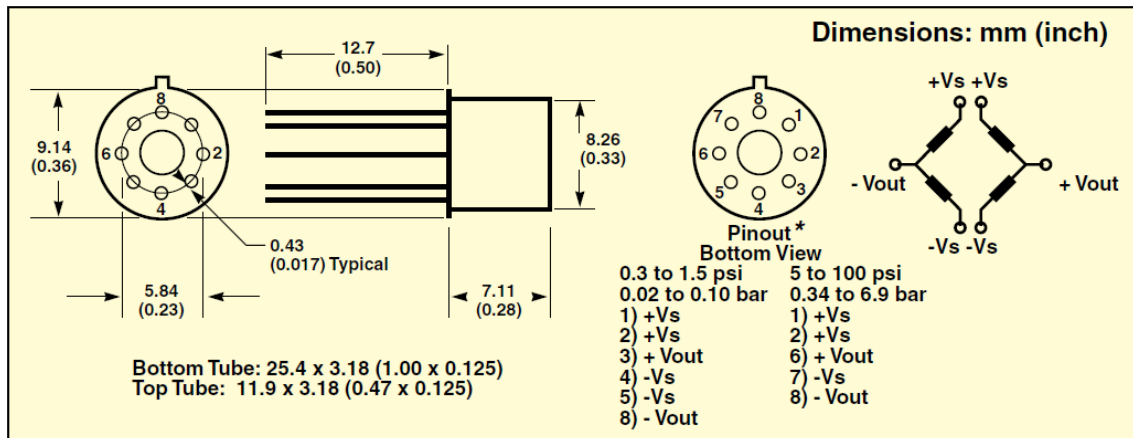 Dimensions: mm (inch)
12.7
(0.50)
9.14
(0.36)
8
6
2
4
0.43
(0.017) Typical
5.84
(0.23)
8.26
(0.33)
7.11
(0.28)
Bottom Tube: 25.4 x 3.18 (1.00 x 0.125)
Top Tube: 11.9 x 3.18 (0.47 x 0.125)
8
7
1
6
2
5
3
4
Pinout*
Bottom View
+Vs +Vs
- Vout
+ Vout
-Vs -Vs
0.3 to 1.5 psi
0.02 to 0.10 bar
1) +Vs
2) +Vs
3) + Vout
4) -Vs
5) -Vs
8) - Vout
5 to 100 psi
0.34 to 6.9 bar
1) +Vs
2) +Vs
6) + Vout
7) -Vs
8) - Vout